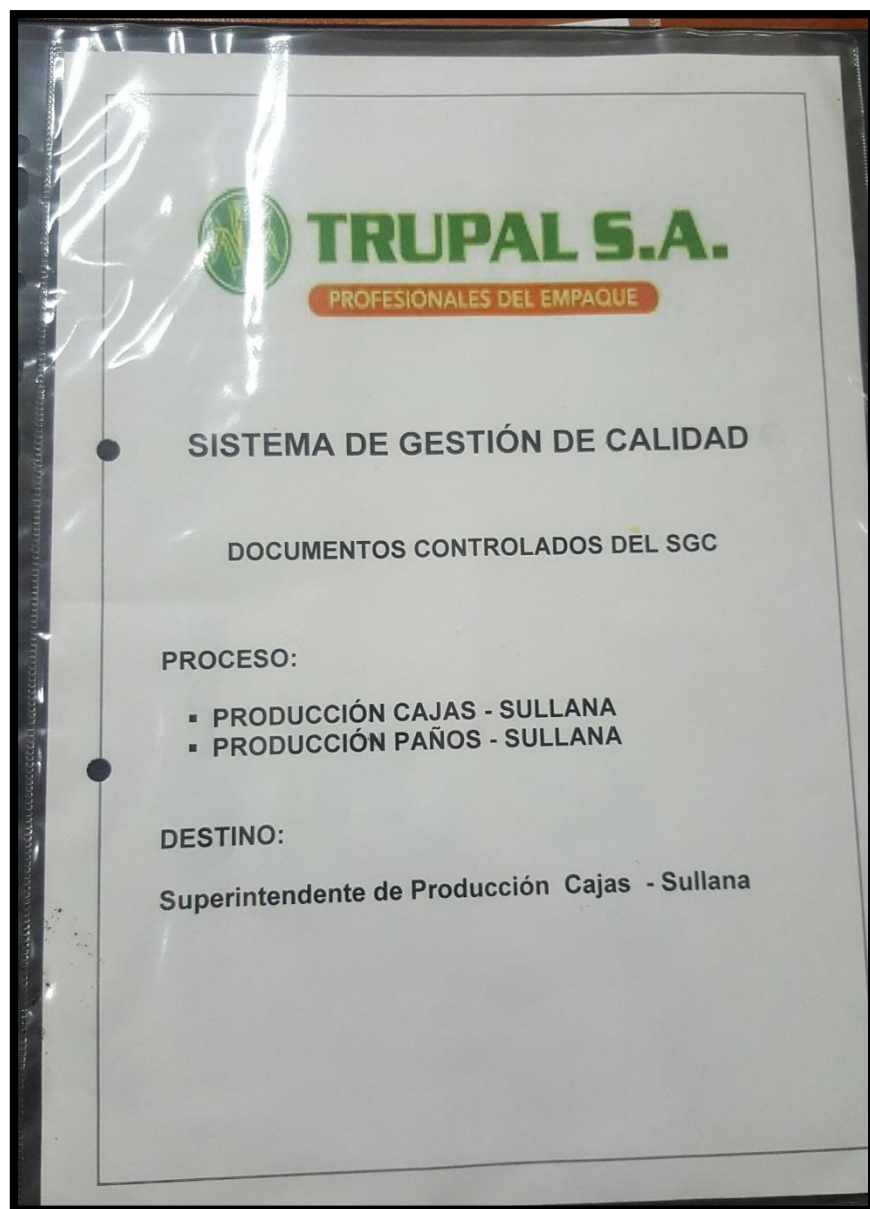 TRUPAL S.A.
PROFESIONALES DEL EMPAQUE
SISTEMA DE GESTIÓN DE CALIDAD
DOCUMENTOS CONTROLADOS DEL SGC
PROCESO:
▪ PRODUCCIÓN CAJAS - SULLANA
▪ PRODUCCIÓN PAÑOS - SULLANA
DESTINO:
Superintendente de Producción Cajas - Sullana